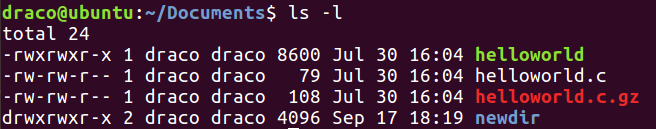 draco@ubuntu:~/Documents$ ls -l
total 24
-rwxrwxr-x 1 draco draco 8600 Jul 30 16:04 helloworld
-rw-rw-r-- 1 draco draco   79 Jul 30 16:04 helloworld.c
-rw-rw-r-- 1 draco draco  108 Jul 30 16:04 helloworld.c.gz
drwxrwxr-x 2 draco draco 4096 Sep 17 18:19 newdir